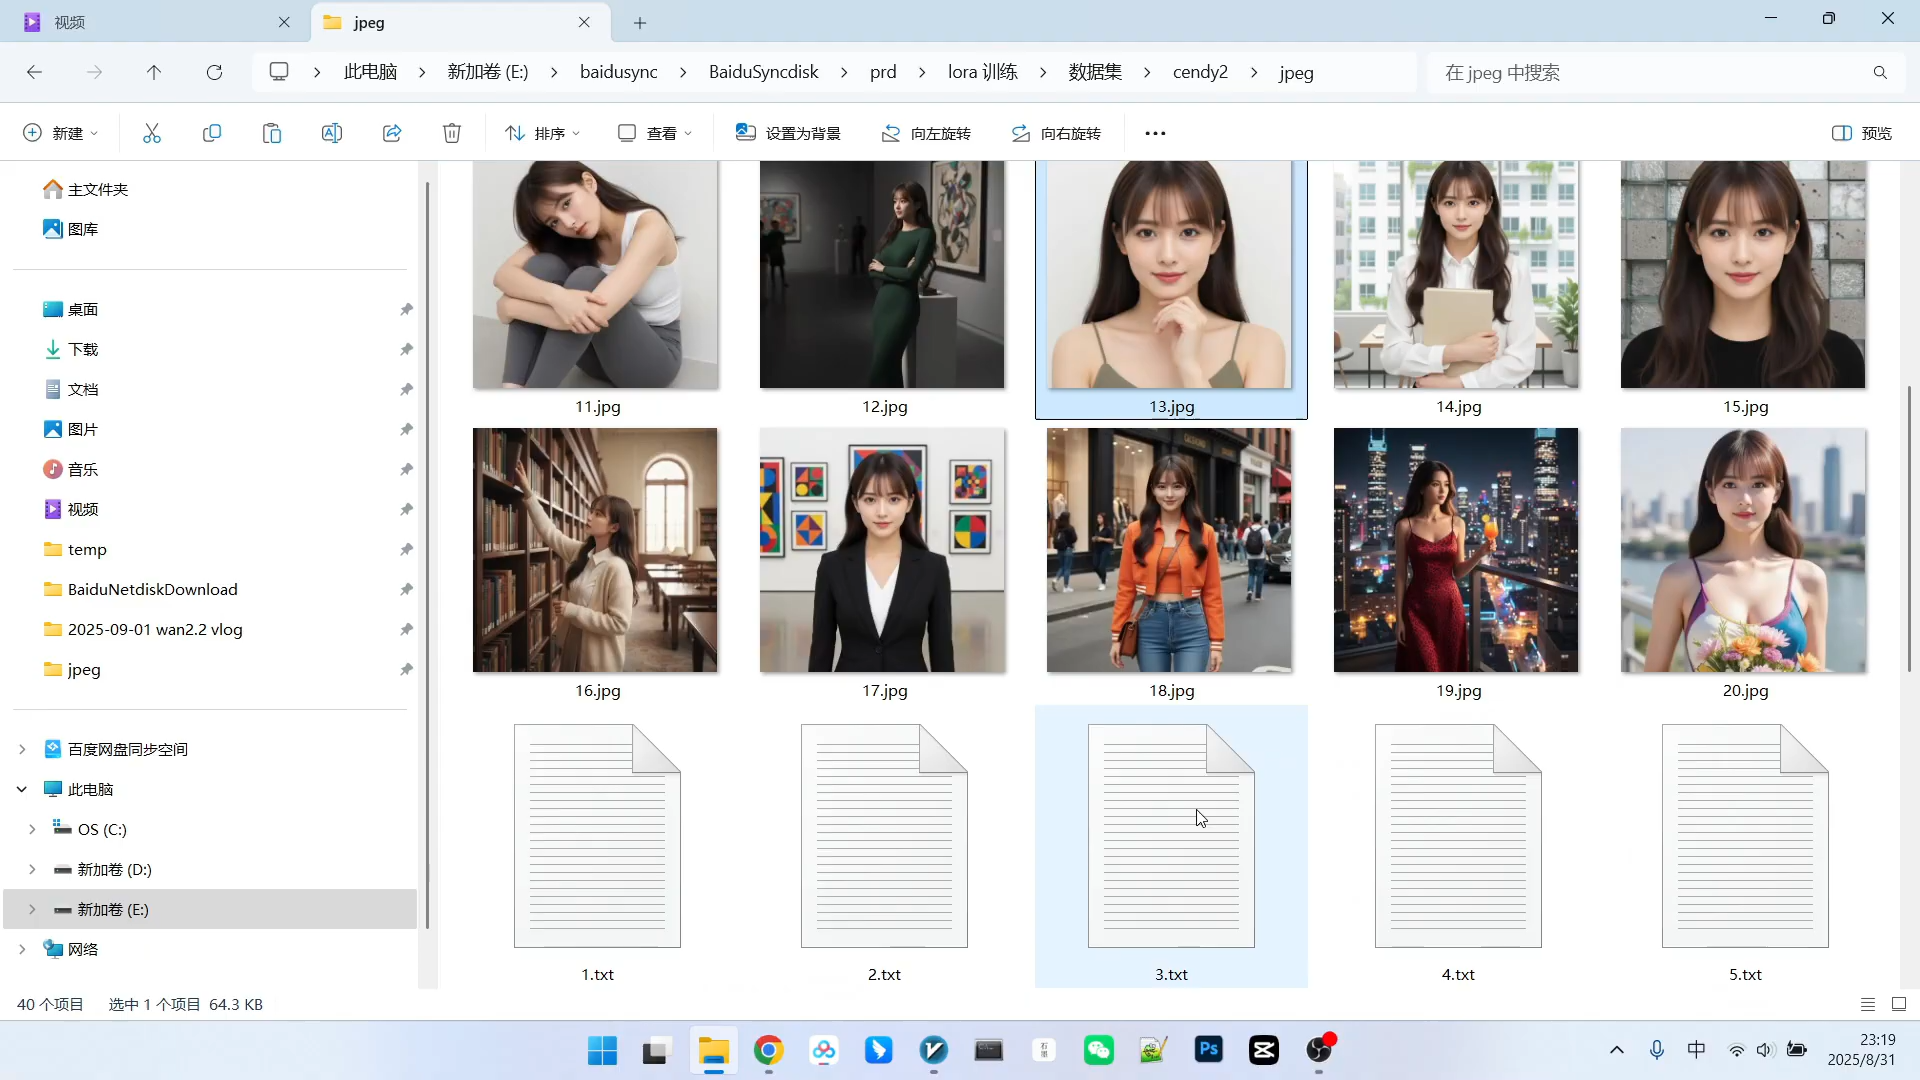 视频
jpeg
此电脑 新加卷 (E:) baidusync BaiduSyncdisk prd lora 训练 数据集 cendy2 jpeg
在 jpeg 中搜索
新建 排序 查看 设置为背景 向左旋转 向右旋转 预览
主文件夹
图库
桌面
下载
文档
图片
音乐
视频
temp
BaiduNetdiskDownload
2025-09-01 wan2.2 vlog
jpeg
百度网盘同步空间
此电脑
OS (C:)
新加卷 (D:)
新加卷 (E:)
网络
11.jpg 12.jpg 13.jpg 14.jpg 15.jpg
16.jpg 17.jpg 18.jpg 19.jpg 20.jpg
1.txt 2.txt 3.txt 4.txt 5.txt
40 个项目 选中 1 个项目 64.3 KB
石墨
Ps
中
23:19
2025/8/31